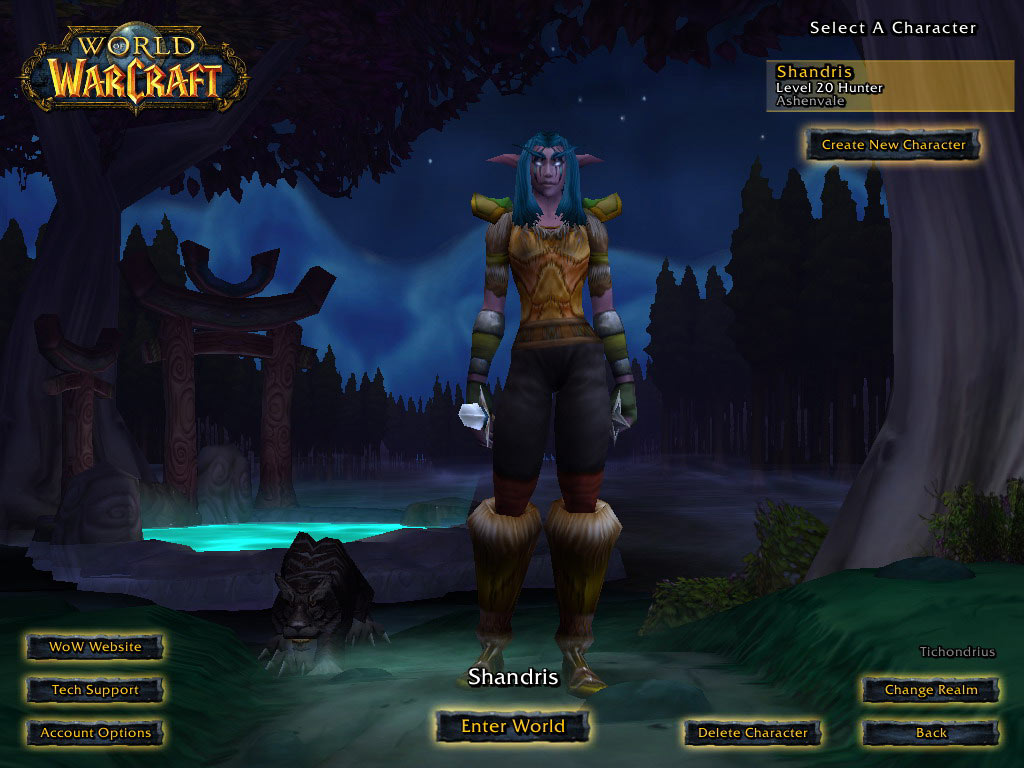 WORLD
OF
WARCRAFT
Select A Character
Shandris
Level 20 Hunter
Ashenvale
Create New Character
WoW Website
Tech Support
Account Options
Shandris
Enter World
Delete Character
Tichondrius
Change Realm
Back